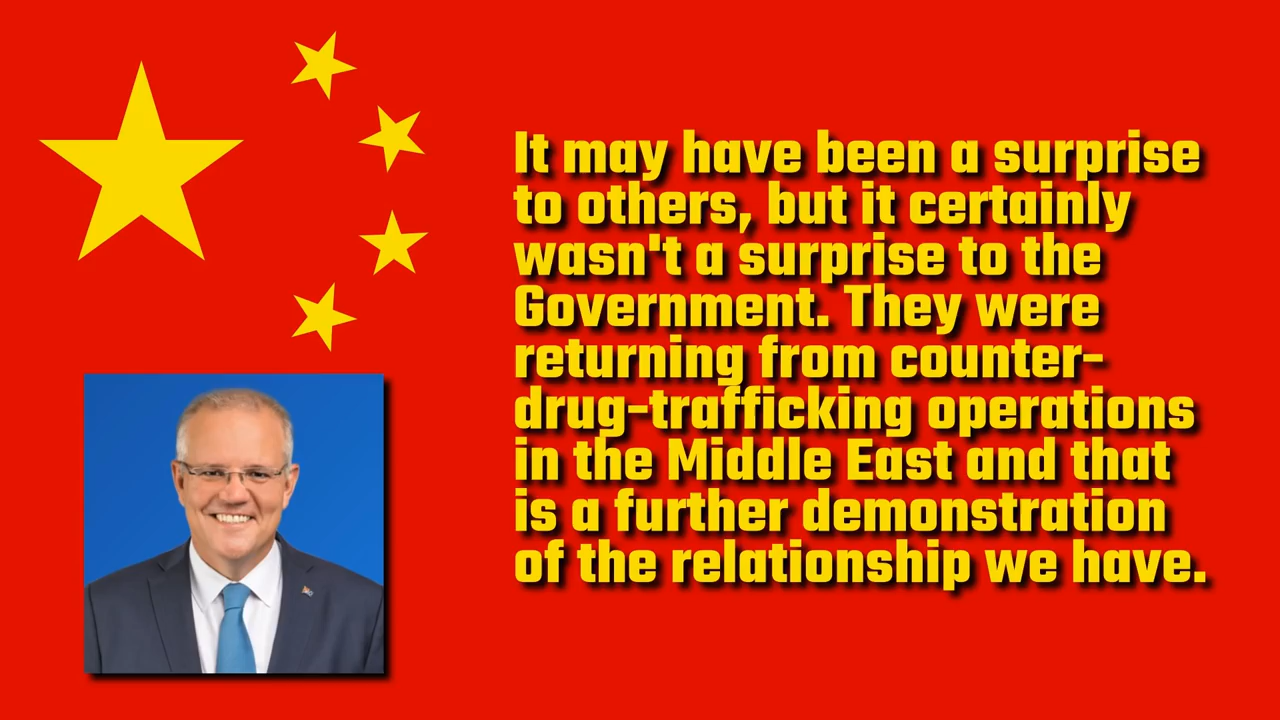 It may have been a surprise
to others, but it certainly
wasn't a surprise to the
Government. They were
returning from counter-
drug-trafficking operations
in the Middle East and that
is a further demonstration
of the relationship we have.